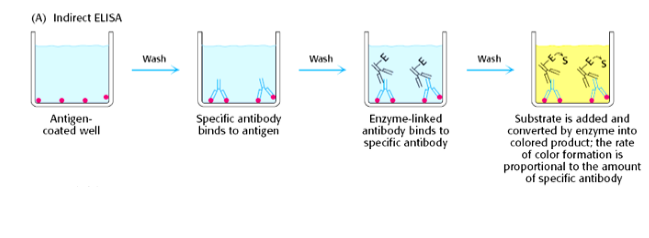 (A) Indirect ELISA
Wash
Wash
Wash
E
E
E S
E S
Antigen-
coated well
Specific antibody
binds to antigen
Enzyme-linked
antibody binds to
specific antibody
Substrate is added and
converted by enzyme into
colored product; the rate
of color formation is
proportional to the amount
of specific antibody